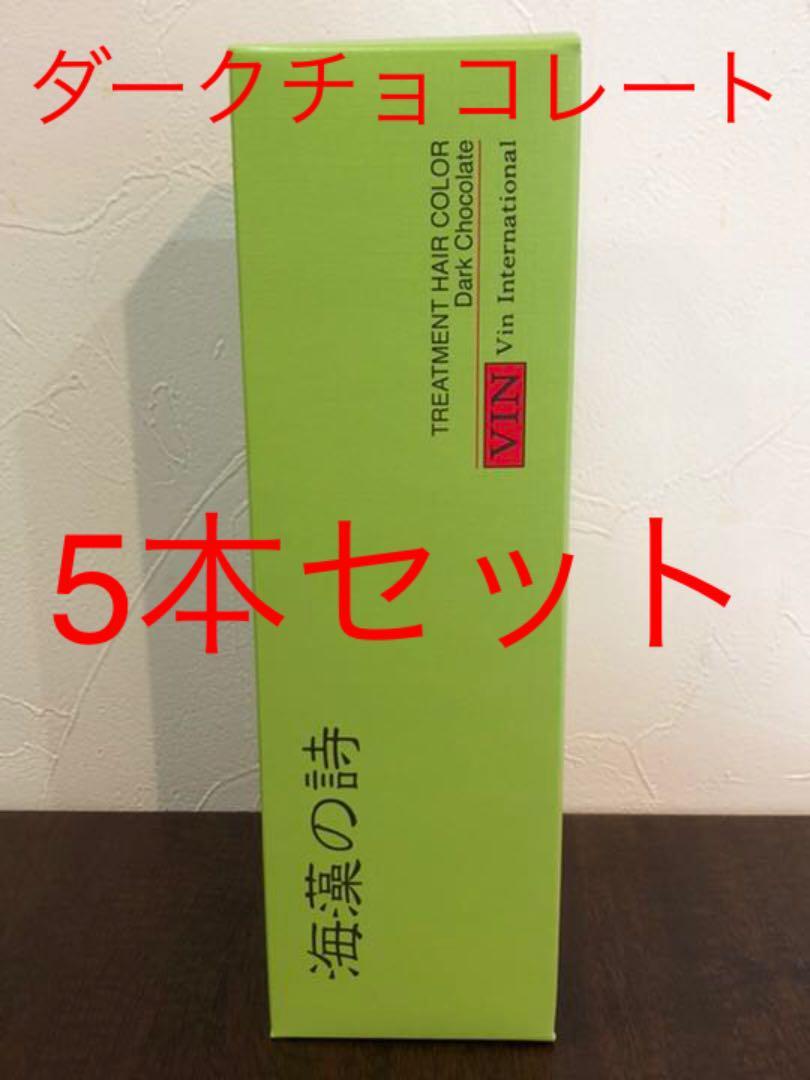 ダークチョコレート
TREATMENT HAIR COLOR
Dark Chocolate
VIN Vin International
5本セット
海藻の詩